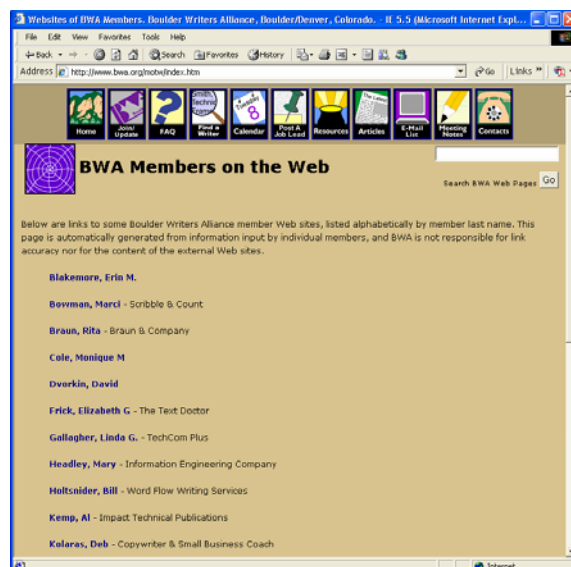 Websites of BWA Members. Boulder Writers Alliance, Boulder/Denver, Colorado. - IE 5.5 (Microsoft Internet Expl...
File Edit View Favorites Tools Help
Back Search Favorites History
Address http://www.bwa.org/motw/index.htm Go Links »
Home Join/Update FAQ Find a Writer Calendar Post A Job Lead Resources Articles E-Mail List Meeting Notes Contacts
BWA Members on the Web
Search BWA Web Pages Go
Below are links to some Boulder Writers Alliance member Web sites, listed alphabetically by member last name. This
page is automatically generated from information input by individual members, and BWA is not responsible for link
accuracy nor for the content of the external Web sites.
Blakemore, Erin M.
Bowman, Marci - Scribble & Count
Braun, Rita - Braun & Company
Cole, Monique M
Dvorkin, David
Frick, Elizabeth G - The Text Doctor
Gallagher, Linda G. - TechCom Plus
Headley, Mary - Information Engineering Company
Holtsnider, Bill - Word Flow Writing Services
Kemp, Al - Impact Technical Publications
Kolaras, Deb - Copywriter & Small Business Coach
Internet